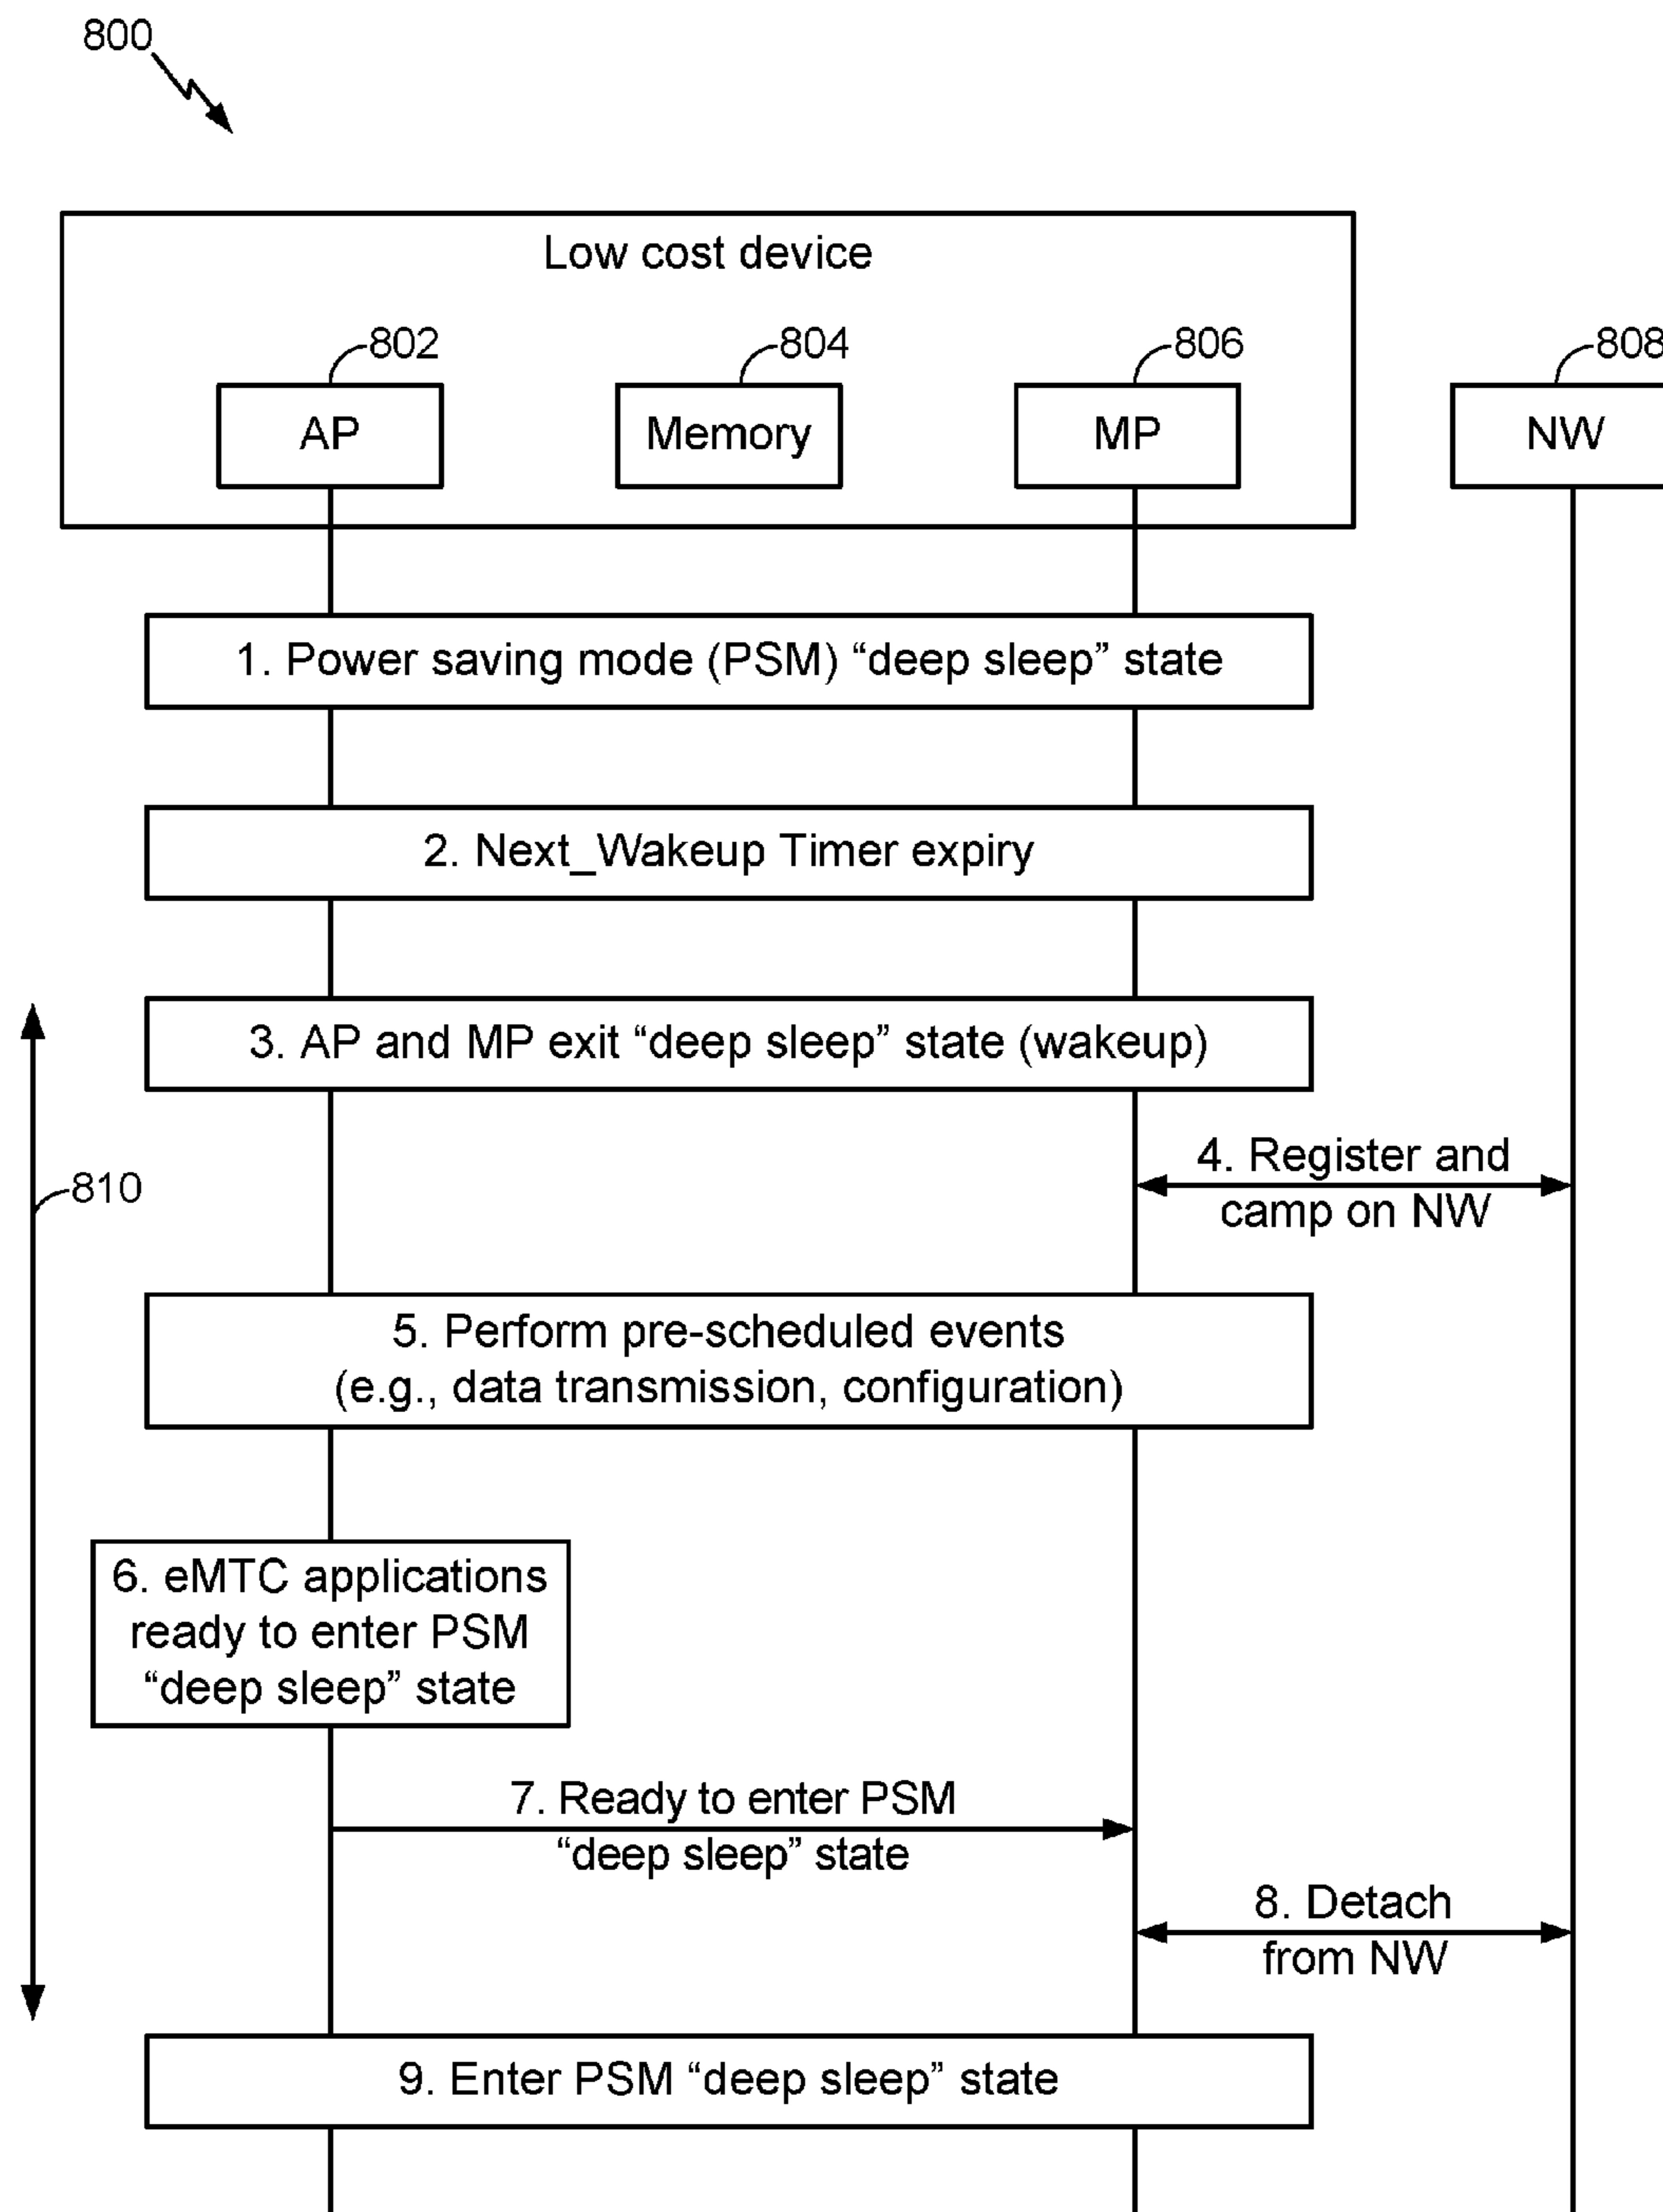 800
Low cost device
802
804
806
808
AP
Memory
MP
NW
1. Power saving mode (PSM) “deep sleep” state
2. Next_Wakeup Timer expiry
3. AP and MP exit “deep sleep” state (wakeup)
4. Register and
camp on NW
810
5. Perform pre-scheduled events
(e.g., data transmission, configuration)
6. eMTC applications
ready to enter PSM
“deep sleep” state
7. Ready to enter PSM
“deep sleep” state
8. Detach
from NW
9. Enter PSM “deep sleep” state